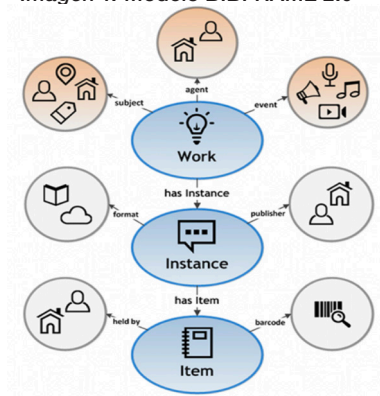 Imagen 4. Modelo BIBFRAME 2.0
agent
subject
event
Work
has Instance
format
publisher
Instance
has Item
held by
barcode
Item